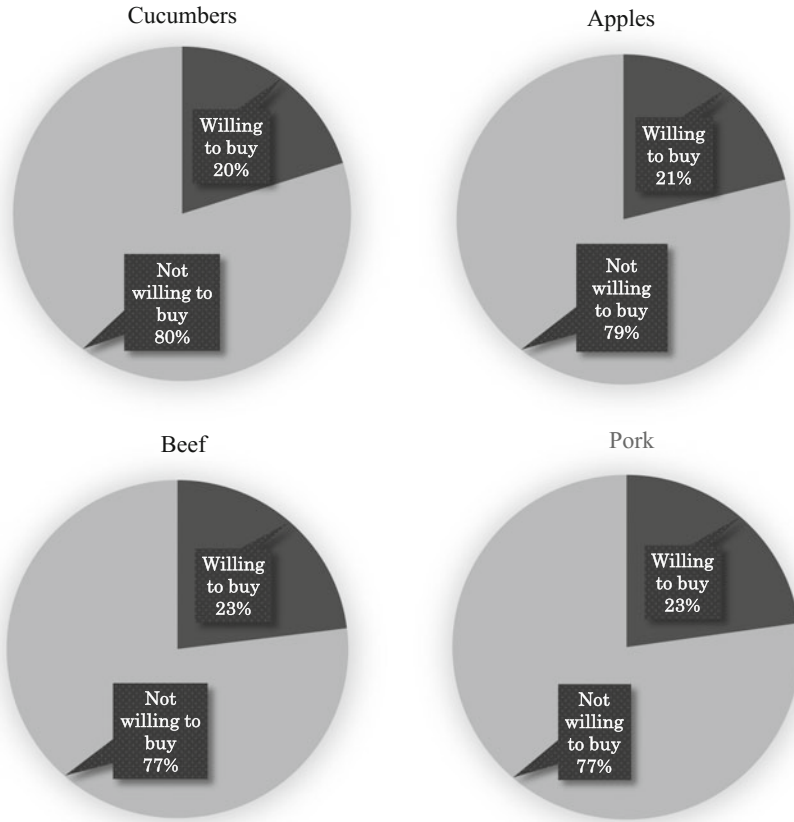 Cucumbers
Willing
to buy
20%
Not
willing to
buy
80%
Apples
Willing
to buy
21%
Not
willing
to buy
79%
Beef
Willing
to buy
23%
Not
willing to
buy
77%
Pork
Willing
to buy
23%
Not
willing
to buy
77%